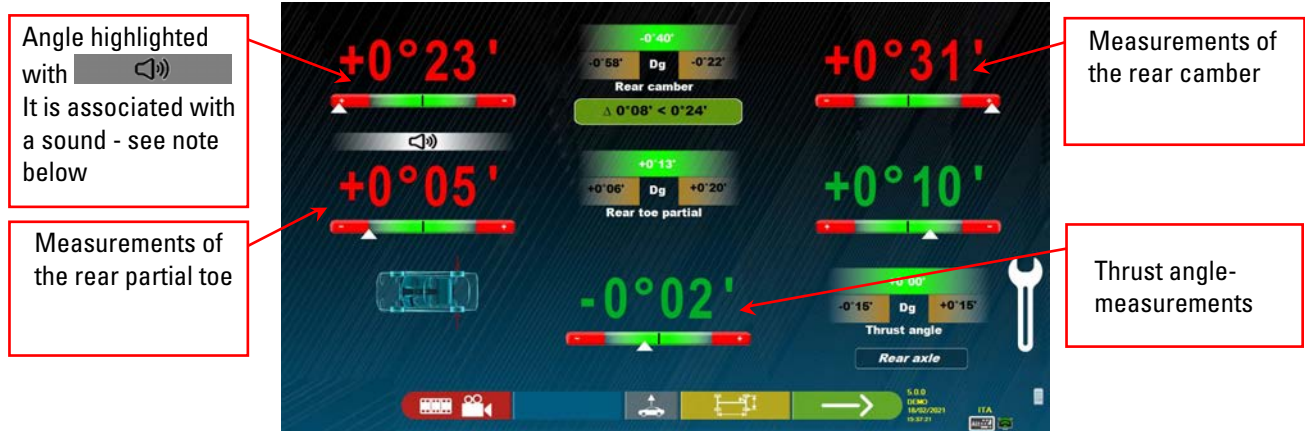 Angle highlighted
with
It is associated with
a sound - see note
below
Measurements of
the rear partial toe
+0°23'
+ -
-0°40'
-0°58' Dg -0°22'
Rear camber
Δ 0°08' < 0°24'
+0°31'
- +
+0°05'
- +
+0°13'
+0°06' Dg +0°20'
Rear toe partial
+0°10'
+ -
-0°02'
- +
+0°00'
-0°15' Dg +0°15'
Thrust angle
Rear axle
5.0.0
DEMO
18/02/2021
15:37:21
ITA
Measurements of
the rear camber
Thrust angle-
measurements